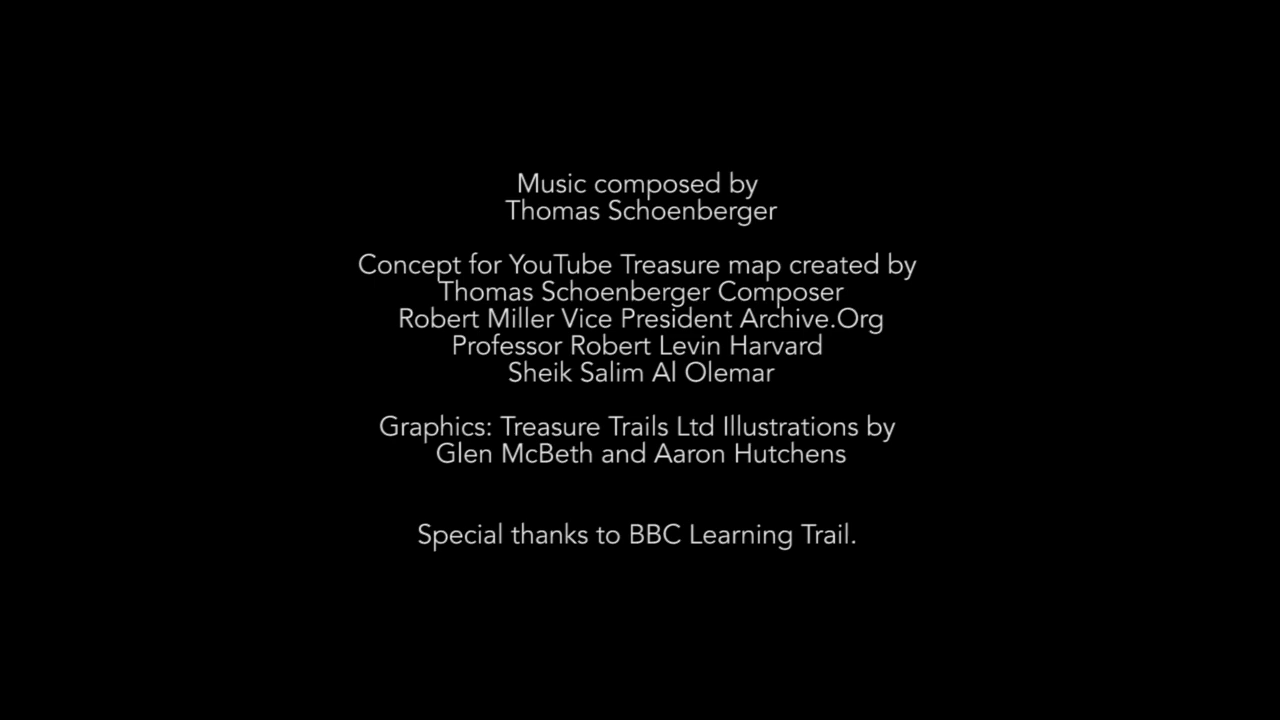 Music composed by
Thomas Schoenberger
Concept for YouTube Treasure map created by
Thomas Schoenberger Composer
Robert Miller Vice President Archive.Org
Professor Robert Levin Harvard
Sheik Salim Al Olemar
Graphics: Treasure Trails Ltd Illustrations by
Glen McBeth and Aaron Hutchens
Special thanks to BBC Learning Trail.